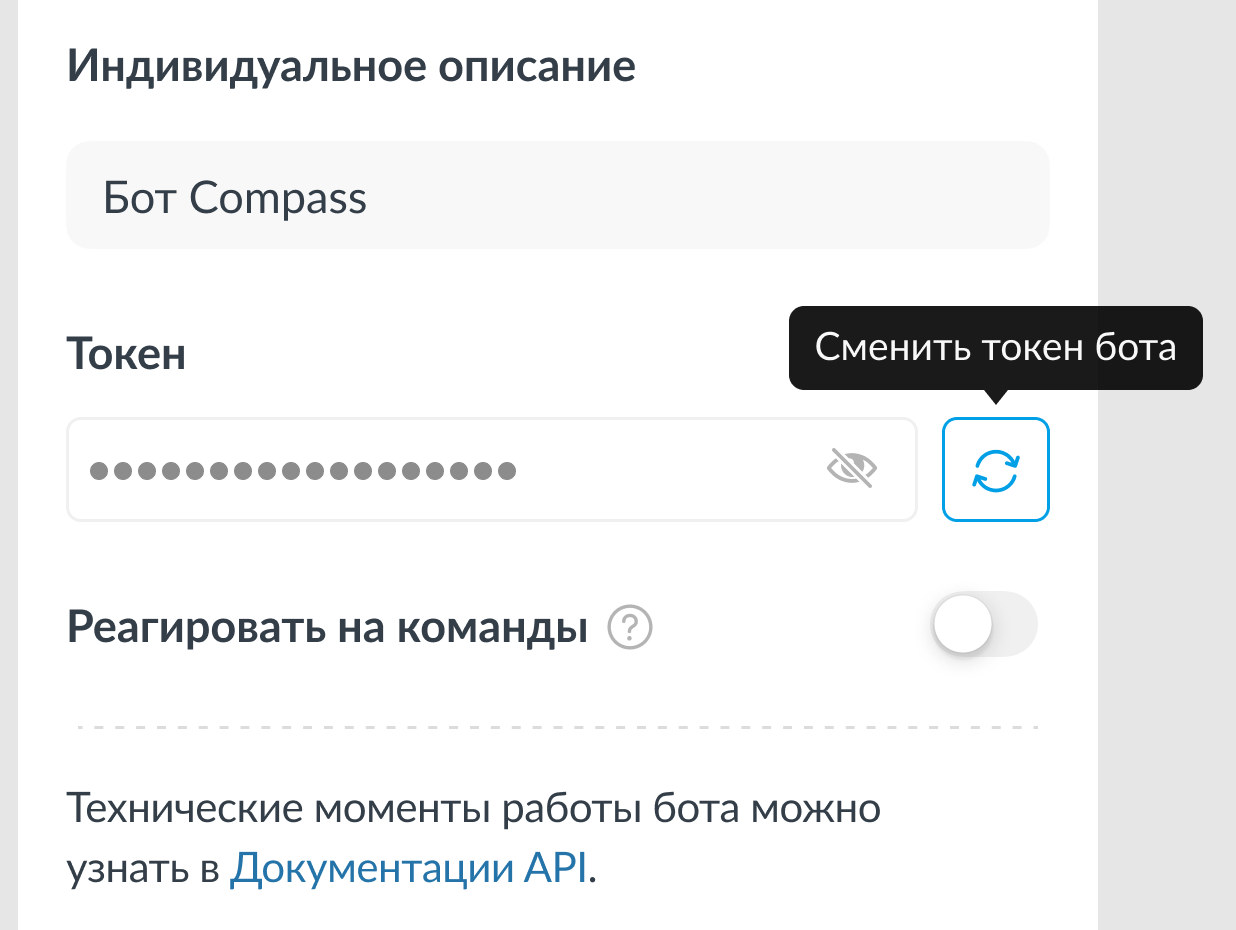 Индивидуальное описание
Бот Compass
Сменить токен бота
Токен
Реагировать на команды ?
Технические моменты работы бота можно
узнать в Документации API.